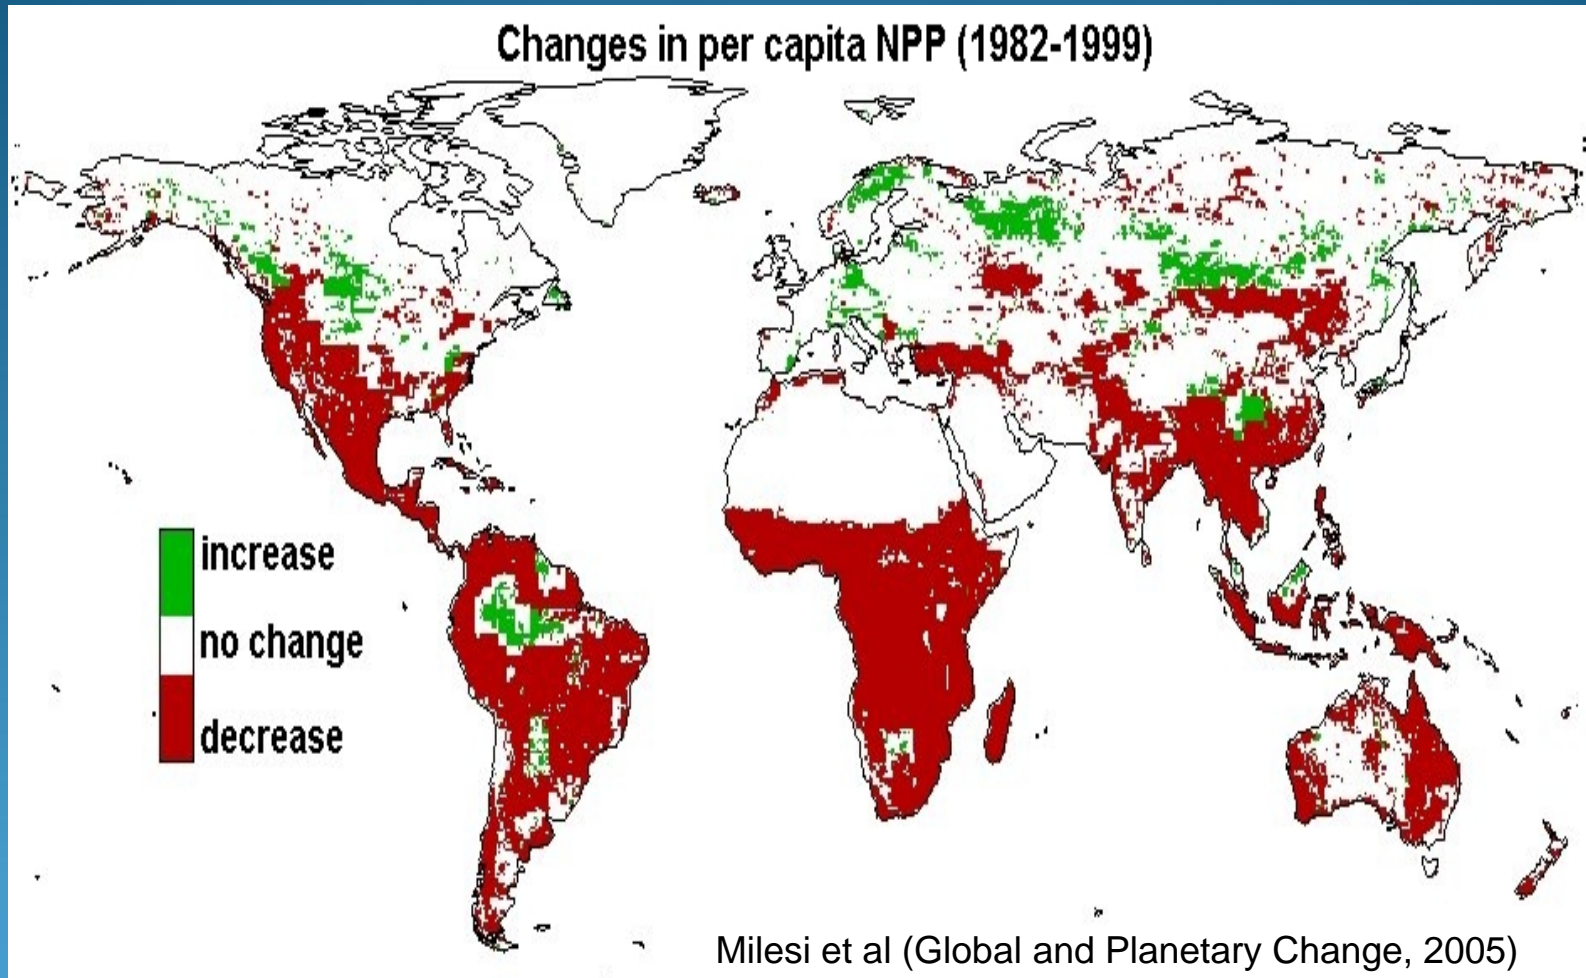 Changes in per capita NPP (1982-1999)
increase
no change
decrease
Milesi et al (Global and Planetary Change, 2005)